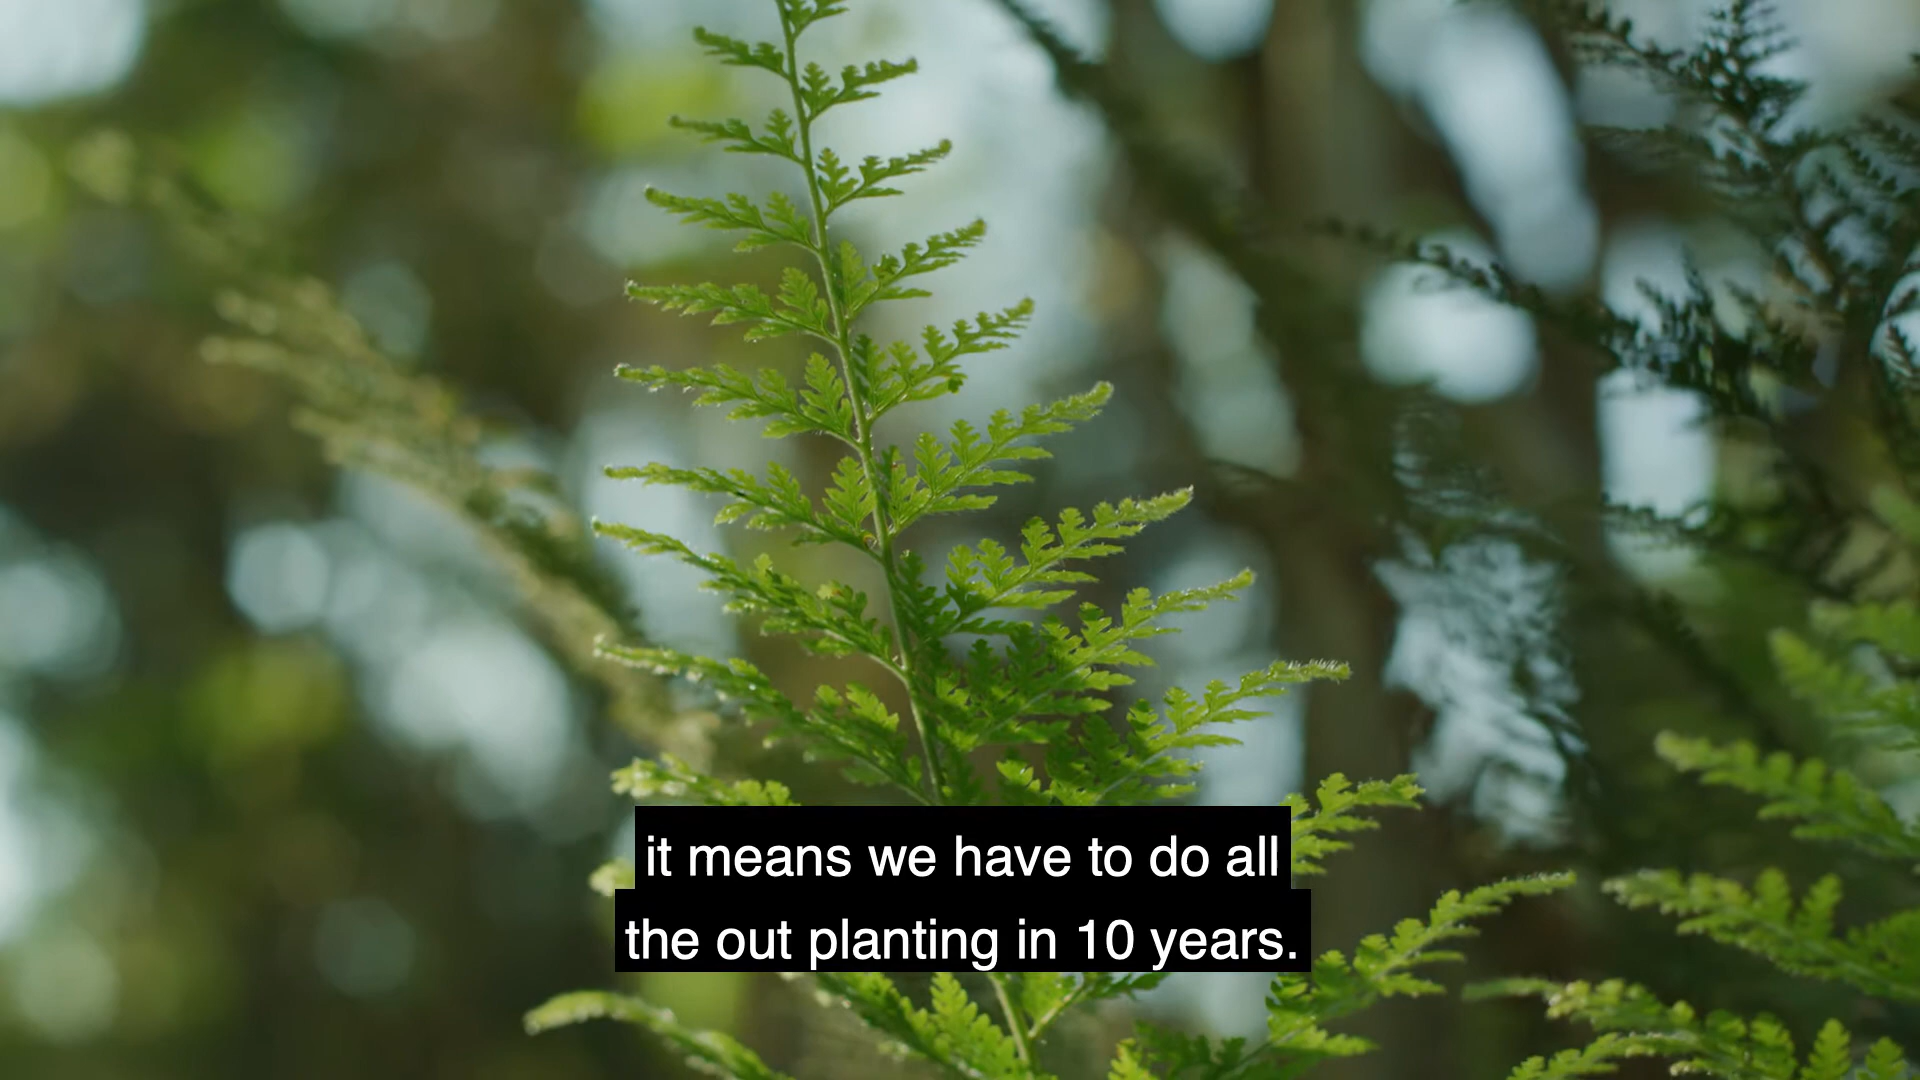 it means we have to do all
the out planting in 10 years.